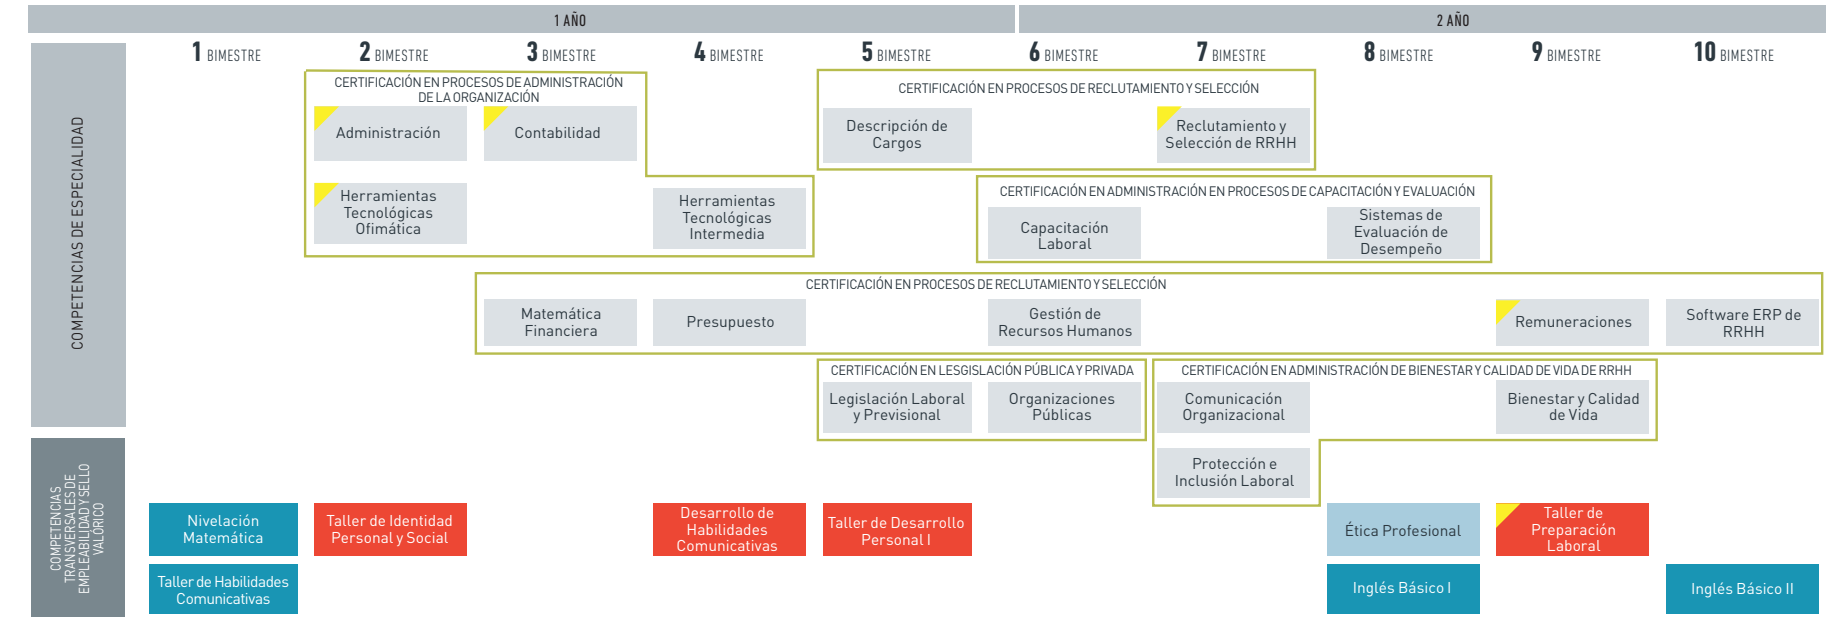 1 AÑO
2 AÑO
1 BIMESTRE
2 BIMESTRE
3 BIMESTRE
4 BIMESTRE
5 BIMESTRE
6 BIMESTRE
7 BIMESTRE
8 BIMESTRE
9 BIMESTRE
10 BIMESTRE
COMPETENCIAS DE ESPECIALIDAD
CERTIFICACIÓN EN PROCESOS DE ADMINISTRACIÓN
DE LA ORGANIZACIÓN
Administración
Contabilidad
Herramientas
Tecnológicas
Ofimática
Herramientas
Tecnológicas
Intermedia
CERTIFICACIÓN EN PROCESOS DE RECLUTAMIENTO Y SELECCIÓN
Descripción de
Cargos
Reclutamiento y
Selección de RRHH
CERTIFICACIÓN EN ADMINISTRACIÓN EN PROCESOS DE CAPACITACIÓN Y EVALUACIÓN
Capacitación
Laboral
Sistemas de
Evaluación de
Desempeño
CERTIFICACIÓN EN PROCESOS DE RECLUTAMIENTO Y SELECCIÓN
Matemática
Financiera
Presupuesto
Gestión de
Recursos Humanos
Remuneraciones
Software ERP de
RRHH
CERTIFICACIÓN EN LESGISLACIÓN PÚBLICA Y PRIVADA
Legislación Laboral
y Previsional
Organizaciones
Públicas
CERTIFICACIÓN EN ADMINISTRACIÓN DE BIENESTAR Y CALIDAD DE VIDA DE RRHH
Comunicación
Organizacional
Bienestar y Calidad
de Vida
Protección e
Inclusión Laboral
COMPETENCIAS
TRANSVERSALES DE
EMPLEABILIDAD Y SELLO
VALORICO
Nivelación
Matemática
Taller de Identidad
Personal y Social
Desarrollo de
Habilidades
Comunicativas
Taller de Desarrollo
Personal I
Ética Profesional
Taller de
Preparación
Laboral
Taller de Habilidades
Comunicativas
Inglés Básico I
Inglés Básico II